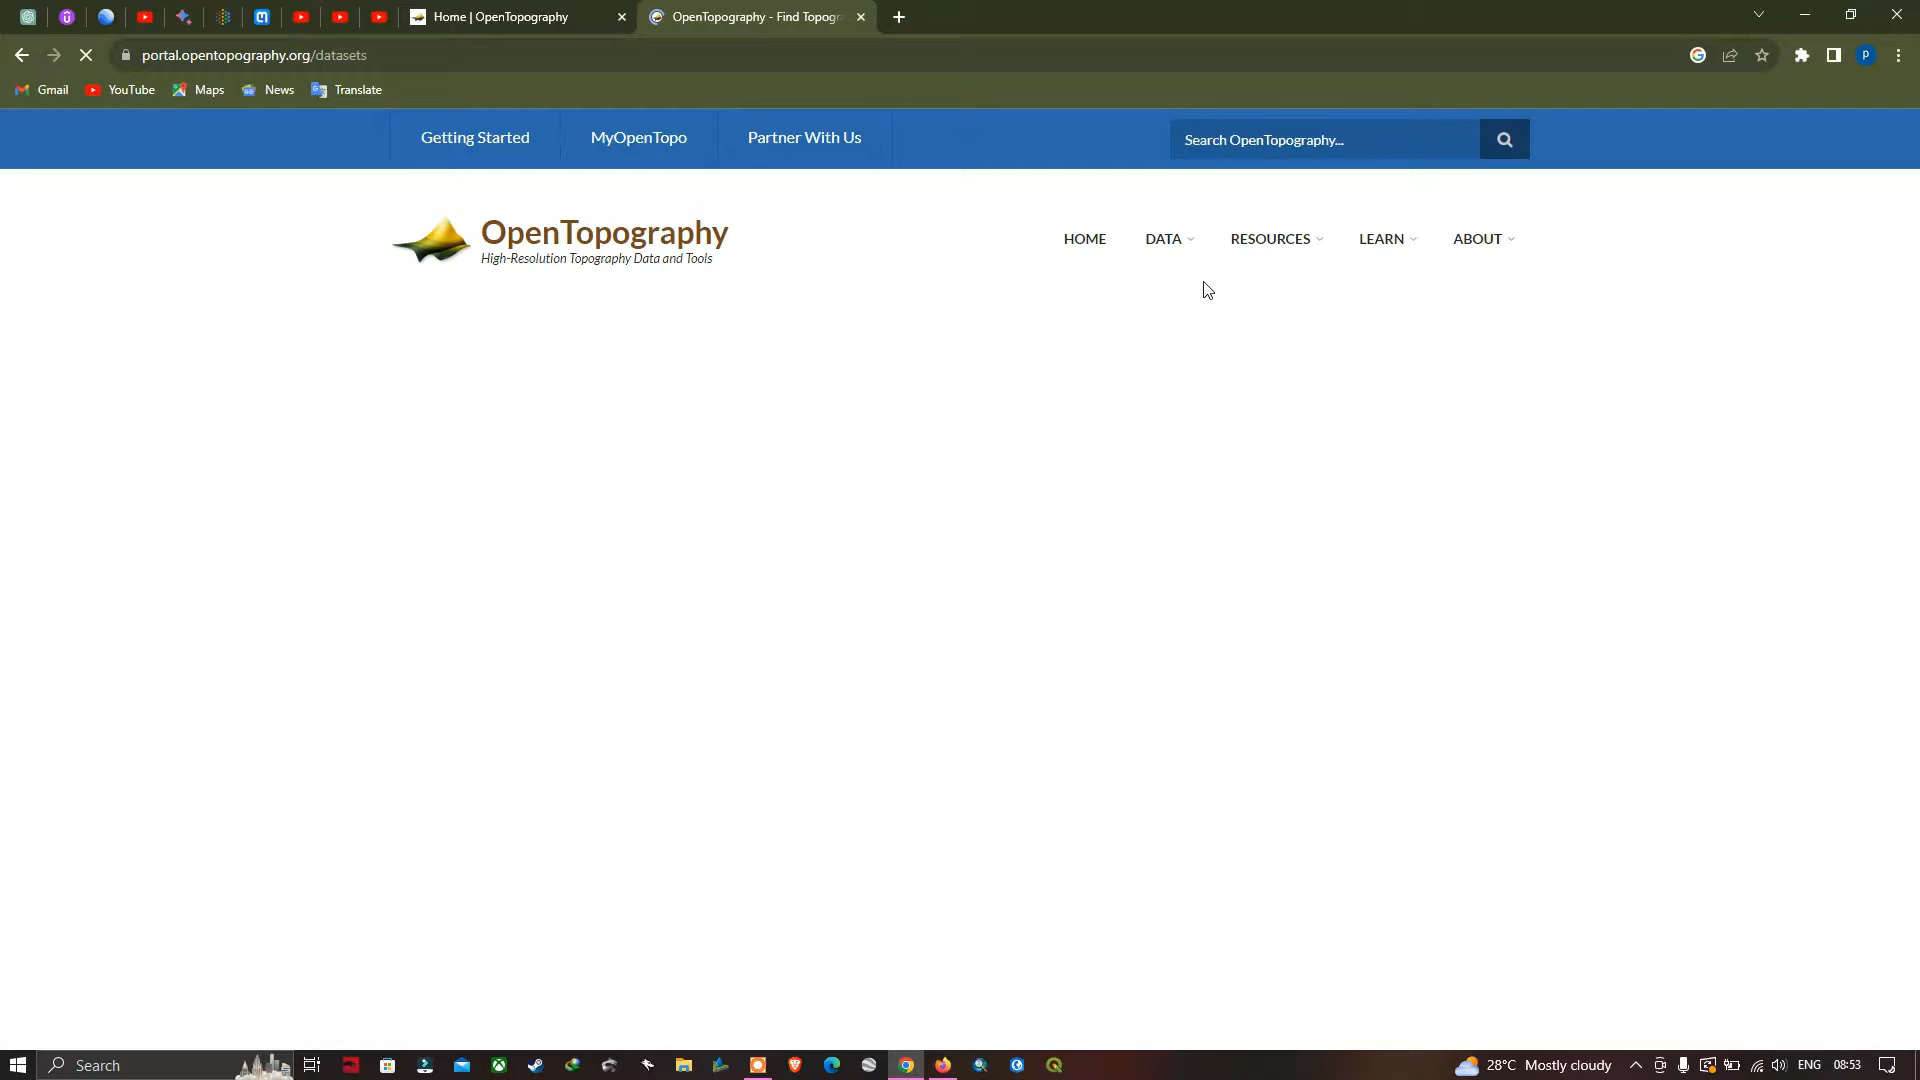 Home | OpenTopography
OpenTopography - Find Topogr
portal.opentopography.org/datasets
Gmail
YouTube
Maps
News
Translate
Getting Started
MyOpenTopo
Partner With Us
Search OpenTopography...
OpenTopography
High-Resolution Topography Data and Tools
HOME
DATA
RESOURCES
LEARN
ABOUT
Search
28°C Mostly cloudy
ENG
08:53